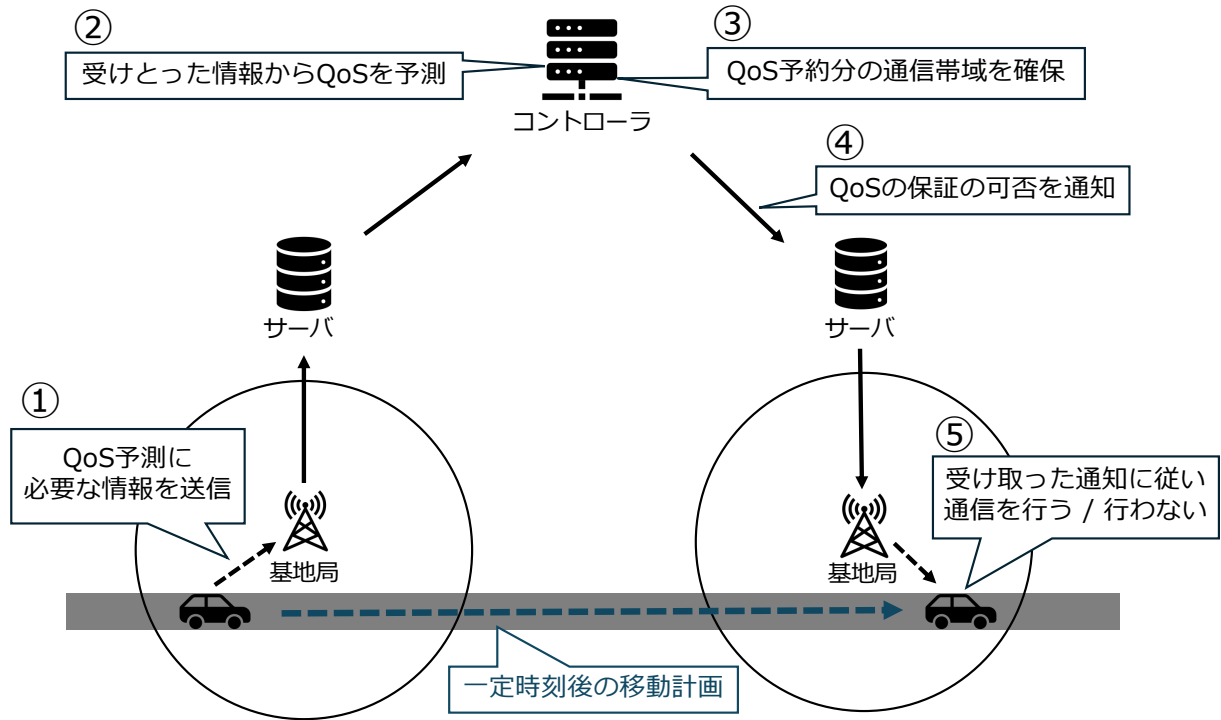 ②
受けとった情報からQoSを予測
③
QoS予約分の通信帯域を確保
コントローラ
④
QoSの保証の可否を通知
サーバ
サーバ
①
QoS予測に
必要な情報を送信
⑤
受け取った通知に従い
通信を行う / 行わない
基地局
基地局
一定時刻後の移動計画